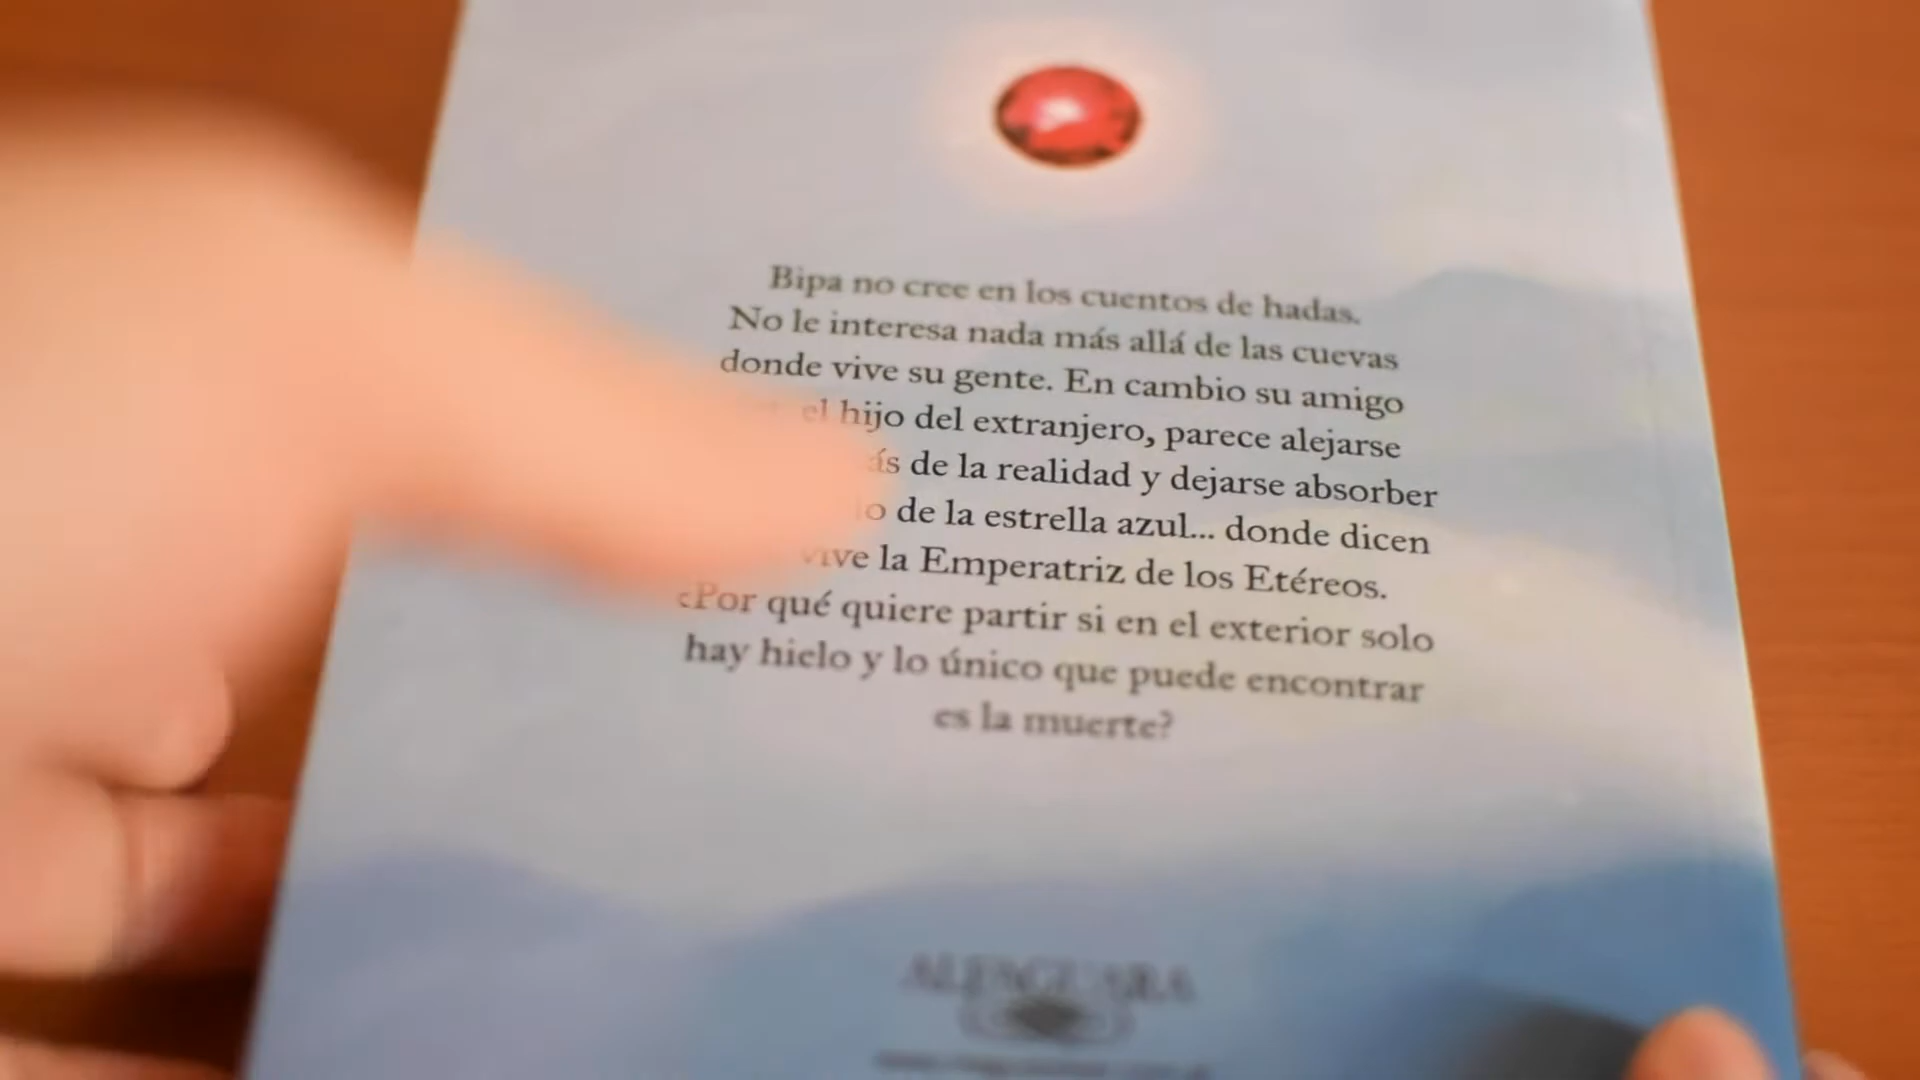 Bipa no cree en los cuentos de hadas.
No le interesa nada más allá de las cuevas
donde vive su gente. En cambio su amigo
el hijo del extranjero, parece alejarse
de la realidad y dejarse absorber
de la estrella azul... donde dicen
vive la Emperatriz de los Etéreos.
¿Por qué quiere partir si en el exterior solo
hay hielo y lo único que puede encontrar
es la muerte?
ALFAGUARA